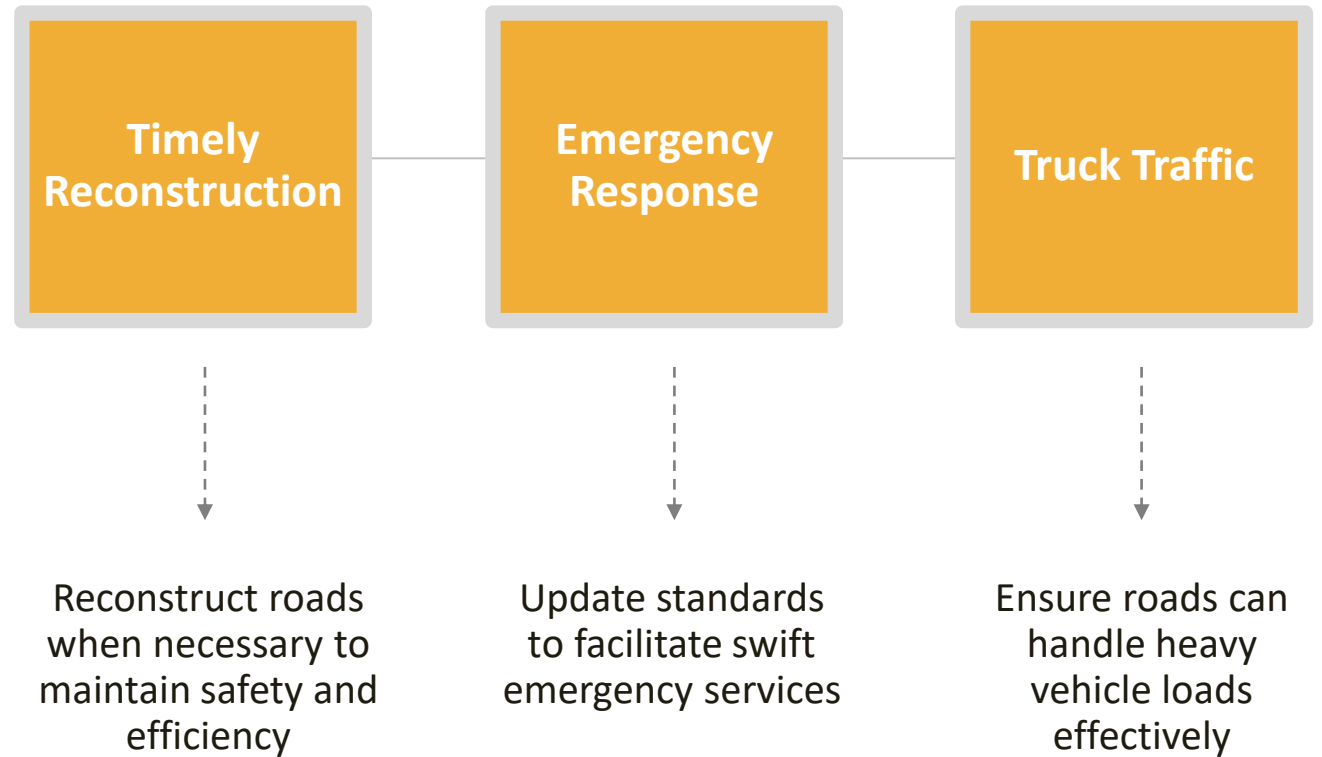 Timely
Reconstruction
Emergency
Response
Truck Traffic
Reconstruct roads
when necessary to
maintain safety and
efficiency
Update standards
to facilitate swift
emergency services
Ensure roads can
handle heavy
vehicle loads
effectively